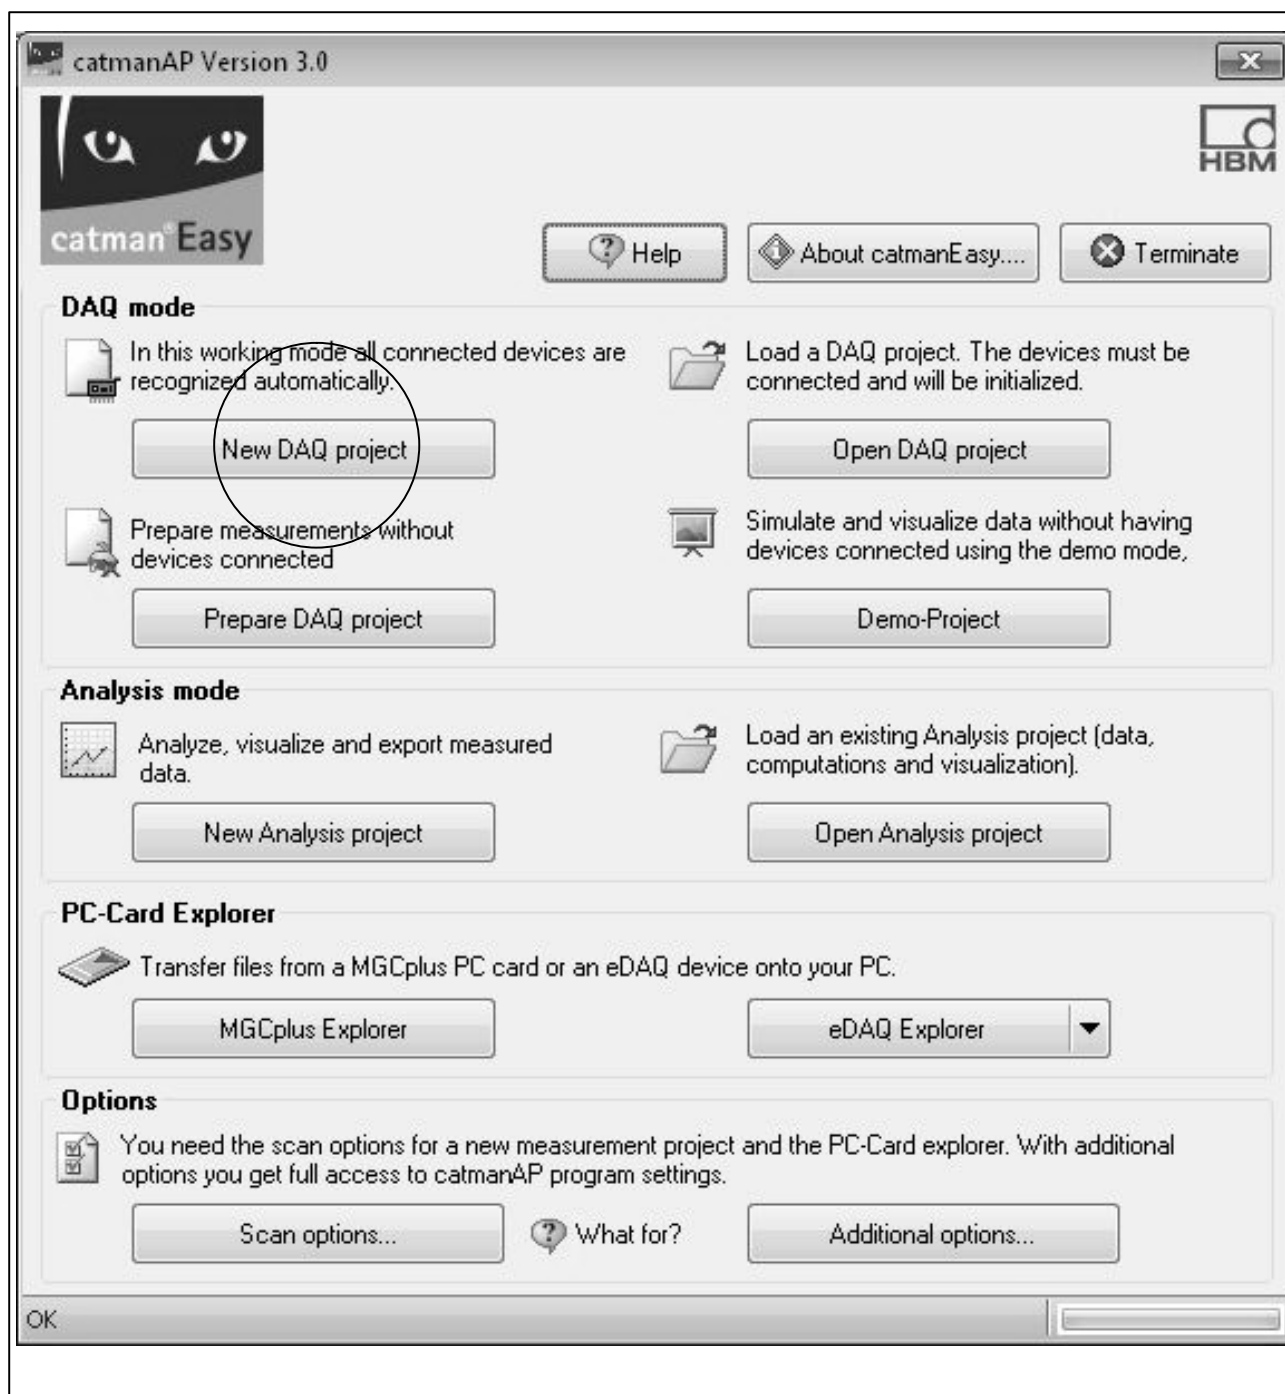 catmanAP Version 3.0
catman®Easy
HBM
Help
About catmanEasy....
Terminate
DAQ mode
In this working mode all connected devices are
recognized automatically.
New DAQ project
Load a DAQ project. The devices must be
connected and will be initialized.
Open DAQ project
Prepare measurements without
devices connected
Prepare DAQ project
Simulate and visualize data without having
devices connected using the demo mode,
Demo-Project
Analysis mode
Analyze, visualize and export measured
data.
New Analysis project
Load an existing Analysis project (data,
computations and visualization).
Open Analysis project
PC-Card Explorer
Transfer files from a MGCplus PC card or an eDAQ device onto your PC.
MGCplus Explorer
eDAQ Explorer
Options
You need the scan options for a new measurement project and the PC-Card explorer. With additional
options you get full access to catmanAP program settings.
Scan options...
What for?
Additional options...
OK